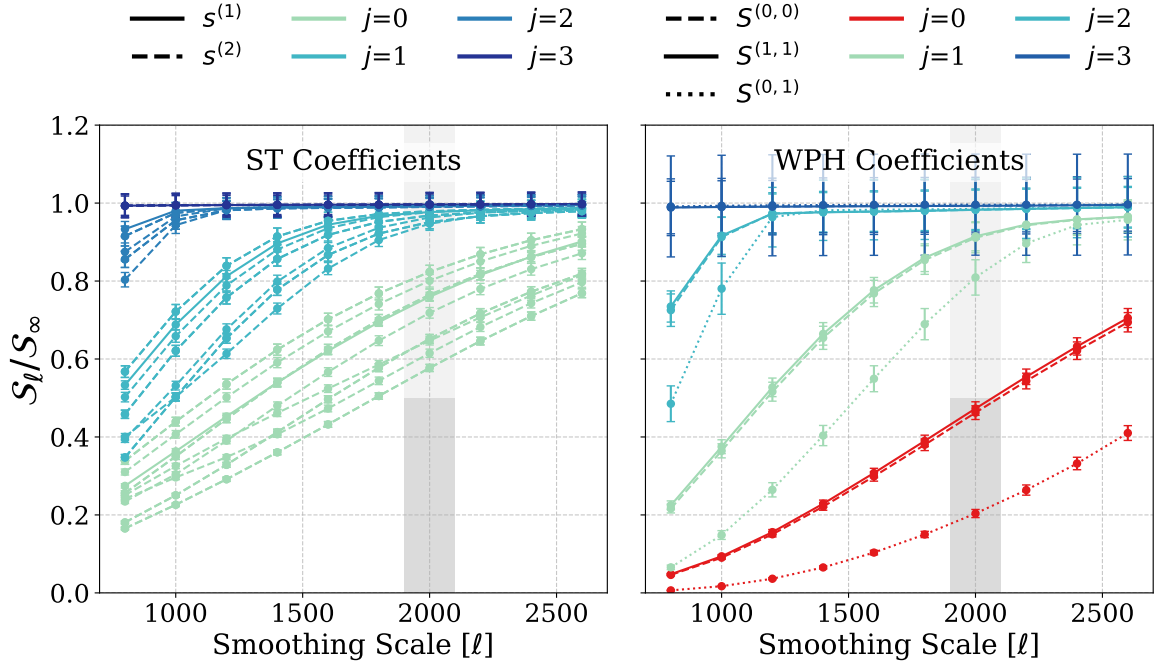 s^(1) j=0 j=2
s^(2) j=1 j=3
S^(0,0) j=0 j=2
S^(1,1) j=1 j=3
S^(0,1)
ST Coefficients
WPH Coefficients
1.2
1.0
0.8
0.6
0.4
0.2
0.0
𝒮_ℓ/𝒮_∞
1000 1500 2000 2500
1000 1500 2000 2500
Smoothing Scale [ℓ]
Smoothing Scale [ℓ]